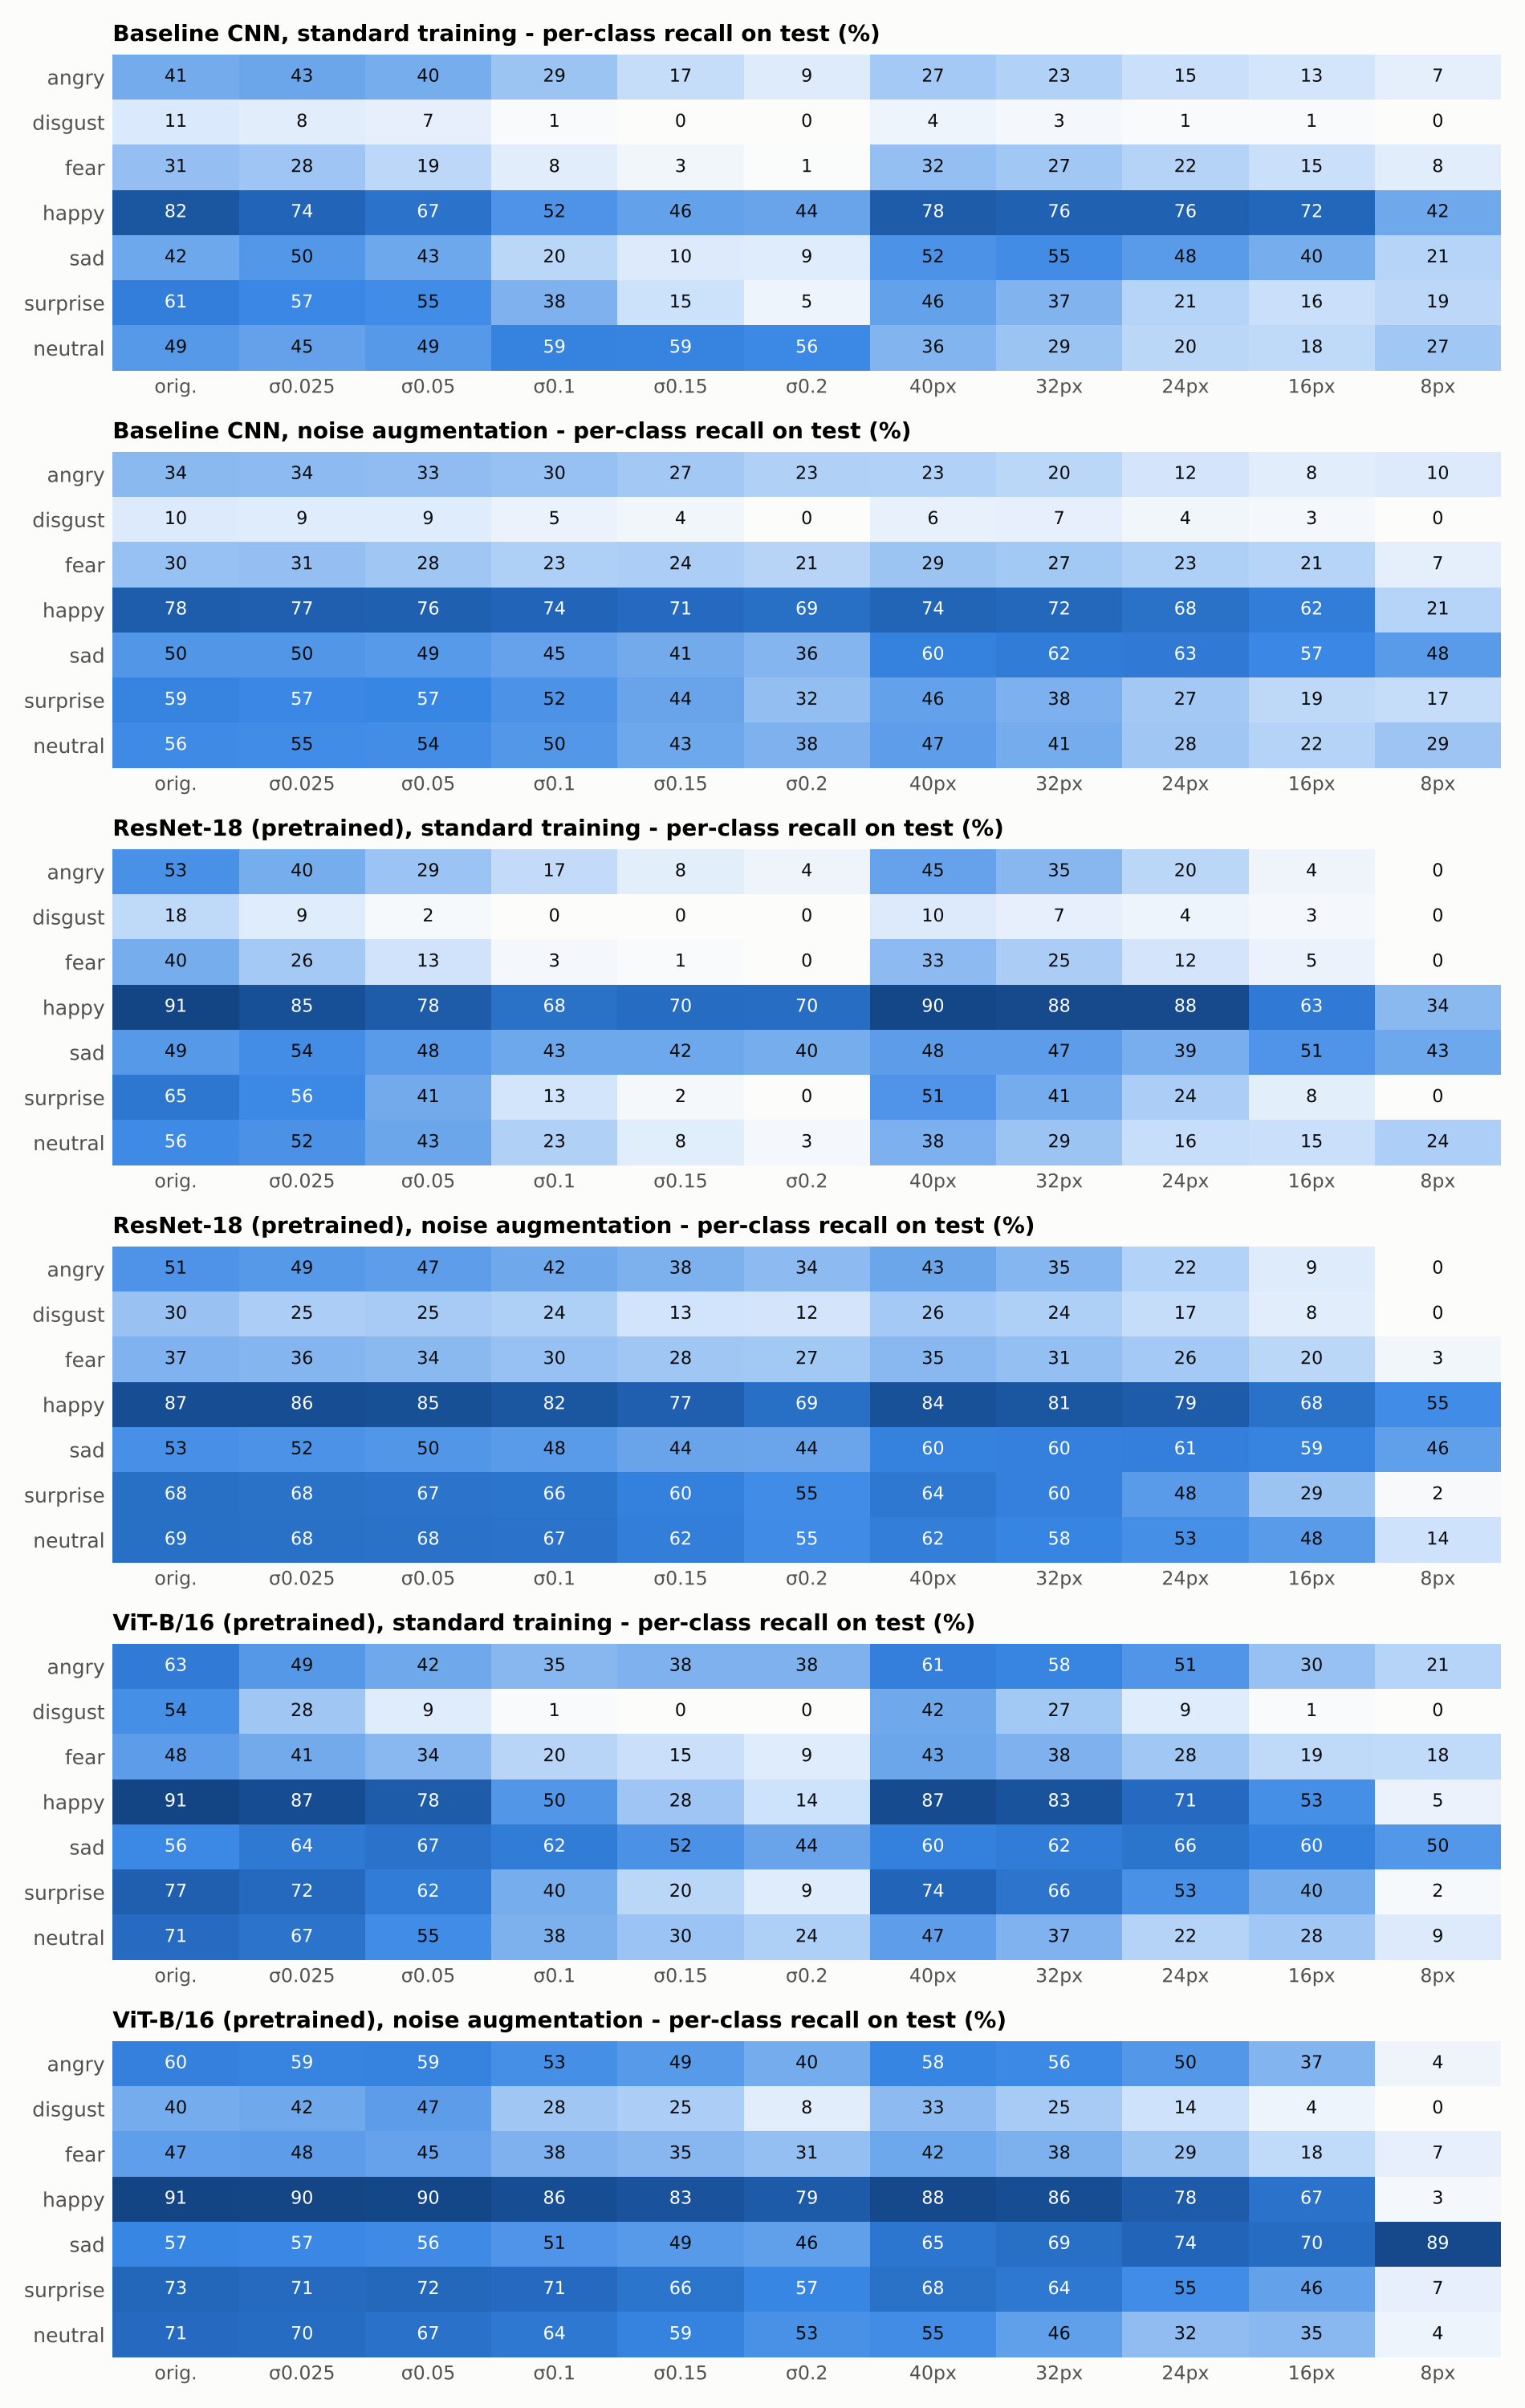 Baseline CNN, standard training - per-class recall on test (%)
angry 41 43 40 29 17 9 27 23 15 13 7
disgust 11 8 7 1 0 0 4 3 1 1 0
fear 31 28 19 8 3 1 32 27 22 15 8
happy 82 74 67 52 46 44 78 76 76 72 42
sad 42 50 43 20 10 9 52 55 48 40 21
surprise 61 57 55 38 15 5 46 37 21 16 19
neutral 49 45 49 59 59 56 36 29 20 18 27
orig. σ0.025 σ0.05 σ0.1 σ0.15 σ0.2 40px 32px 24px 16px 8px
Baseline CNN, noise augmentation - per-class recall on test (%)
angry 34 34 33 30 27 23 23 20 12 8 10
disgust 10 9 9 5 4 0 6 7 4 3 0
fear 30 31 28 23 24 21 29 27 23 21 7
happy 78 77 76 74 71 69 74 72 68 62 21
sad 50 50 49 45 41 36 60 62 63 57 48
surprise 59 57 57 52 44 32 46 38 27 19 17
neutral 56 55 54 50 43 38 47 41 28 22 29
orig. σ0.025 σ0.05 σ0.1 σ0.15 σ0.2 40px 32px 24px 16px 8px
ResNet-18 (pretrained), standard training - per-class recall on test (%)
angry 53 40 29 17 8 4 45 35 20 4 0
disgust 18 9 2 0 0 0 10 7 4 3 0
fear 40 26 13 3 1 0 33 25 12 5 0
happy 91 85 78 68 70 70 90 88 88 63 34
sad 49 54 48 43 42 40 48 47 39 51 43
surprise 65 56 41 13 2 0 51 41 24 8 0
neutral 56 52 43 23 8 3 38 29 16 15 24
orig. σ0.025 σ0.05 σ0.1 σ0.15 σ0.2 40px 32px 24px 16px 8px
ResNet-18 (pretrained), noise augmentation - per-class recall on test (%)
angry 51 49 47 42 38 34 43 35 22 9 0
disgust 30 25 25 24 13 12 26 24 17 8 0
fear 37 36 34 30 28 27 35 31 26 20 3
happy 87 86 85 82 77 69 84 81 79 68 55
sad 53 52 50 48 44 44 60 60 61 59 46
surprise 68 68 67 66 60 55 64 60 48 29 2
neutral 69 68 68 67 62 55 62 58 53 48 14
orig. σ0.025 σ0.05 σ0.1 σ0.15 σ0.2 40px 32px 24px 16px 8px
ViT-B/16 (pretrained), standard training - per-class recall on test (%)
angry 63 49 42 35 38 38 61 58 51 30 21
disgust 54 28 9 1 0 0 42 27 9 1 0
fear 48 41 34 20 15 9 43 38 28 19 18
happy 91 87 78 50 28 14 87 83 71 53 5
sad 56 64 67 62 52 44 60 62 66 60 50
surprise 77 72 62 40 20 9 74 66 53 40 2
neutral 71 67 55 38 30 24 47 37 22 28 9
orig. σ0.025 σ0.05 σ0.1 σ0.15 σ0.2 40px 32px 24px 16px 8px
ViT-B/16 (pretrained), noise augmentation - per-class recall on test (%)
angry 60 59 59 53 49 40 58 56 50 37 4
disgust 40 42 47 28 25 8 33 25 14 4 0
fear 47 48 45 38 35 31 42 38 29 18 7
happy 91 90 90 86 83 79 88 86 78 67 3
sad 57 57 56 51 49 46 65 69 74 70 89
surprise 73 71 72 71 66 57 68 64 55 46 7
neutral 71 70 67 64 59 53 55 46 32 35 4
orig. σ0.025 σ0.05 σ0.1 σ0.15 σ0.2 40px 32px 24px 16px 8px